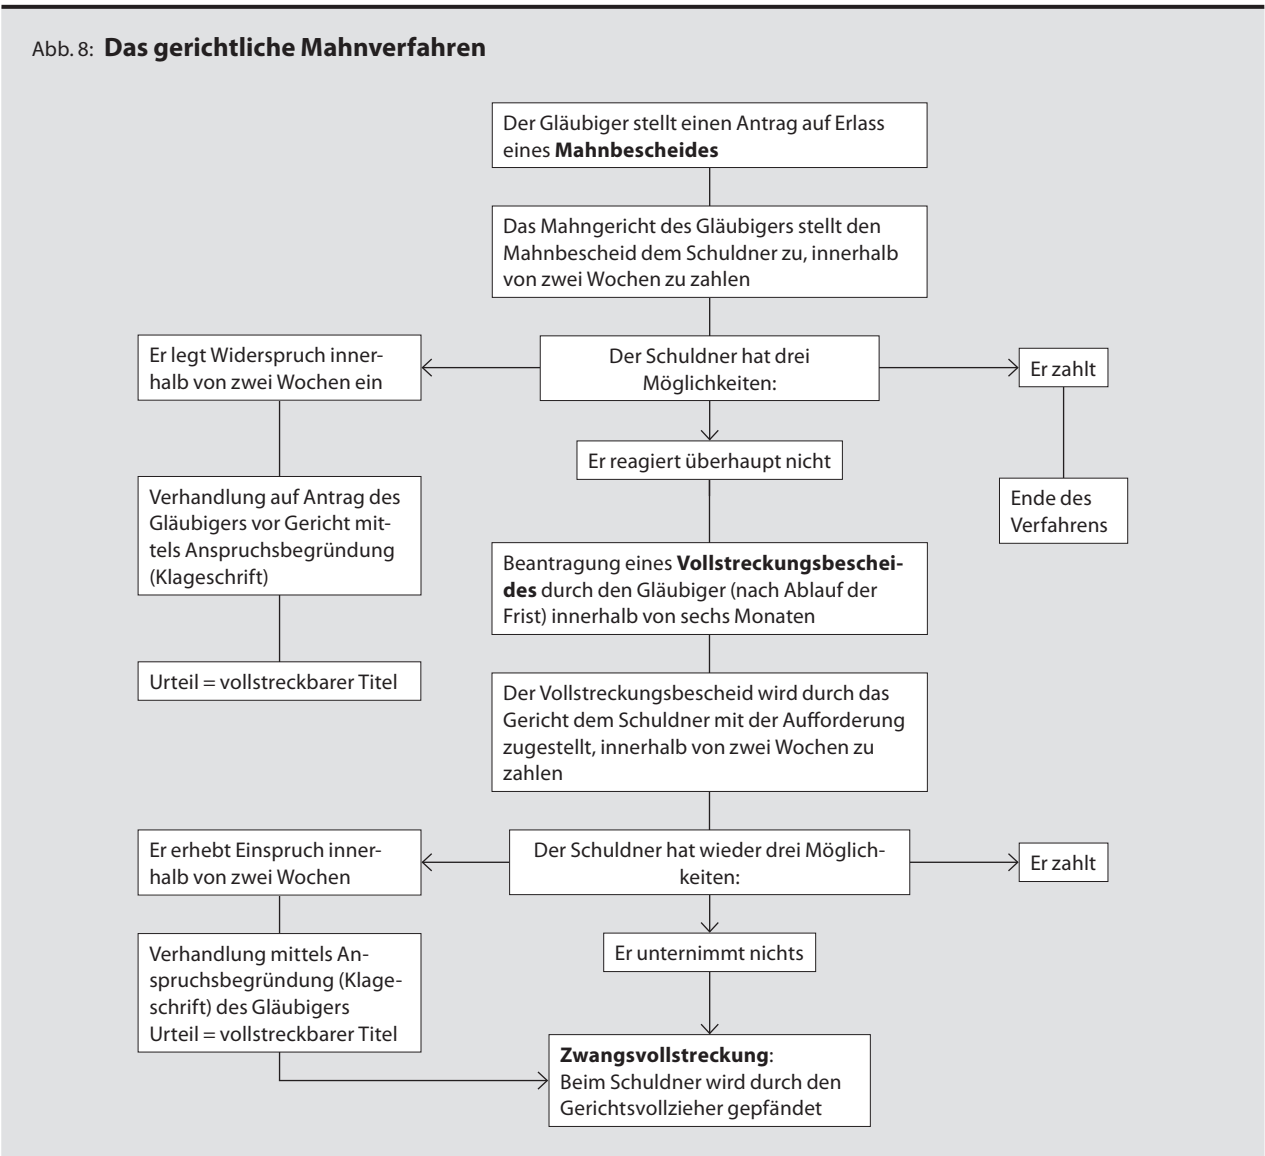 Abb. 8: Das gerichtliche Mahnverfahren
Der Gläubiger stellt einen Antrag auf Erlass
eines Mahnbescheides
Das Mahngericht des Gläubigers stellt den
Mahnbescheid dem Schuldner zu, innerhalb
von zwei Wochen zu zahlen
Er legt Widerspruch inner-
halb von zwei Wochen ein
Der Schuldner hat drei
Möglichkeiten:
Er zahlt
Er reagiert überhaupt nicht
Verhandlung auf Antrag des
Gläubigers vor Gericht mit-
tels Anspruchsbegründung
(Klageschrift)
Ende des
Verfahrens
Beantragung eines Vollstreckungsbeschei-
des durch den Gläubiger (nach Ablauf der
Frist) innerhalb von sechs Monaten
Urteil = vollstreckbarer Titel
Der Vollstreckungsbescheid wird durch das
Gericht dem Schuldner mit der Aufforderung
zugestellt, innerhalb von zwei Wochen zu
zahlen
Er erhebt Einspruch inner-
halb von zwei Wochen
Der Schuldner hat wieder drei Möglich-
keiten:
Er zahlt
Er unternimmt nichts
Verhandlung mittels An-
spruchsbegründung (Klage-
schrift) des Gläubigers
Urteil = vollstreckbarer Titel
Zwangsvollstreckung:
Beim Schuldner wird durch den
Gerichtsvollzieher gepfändet